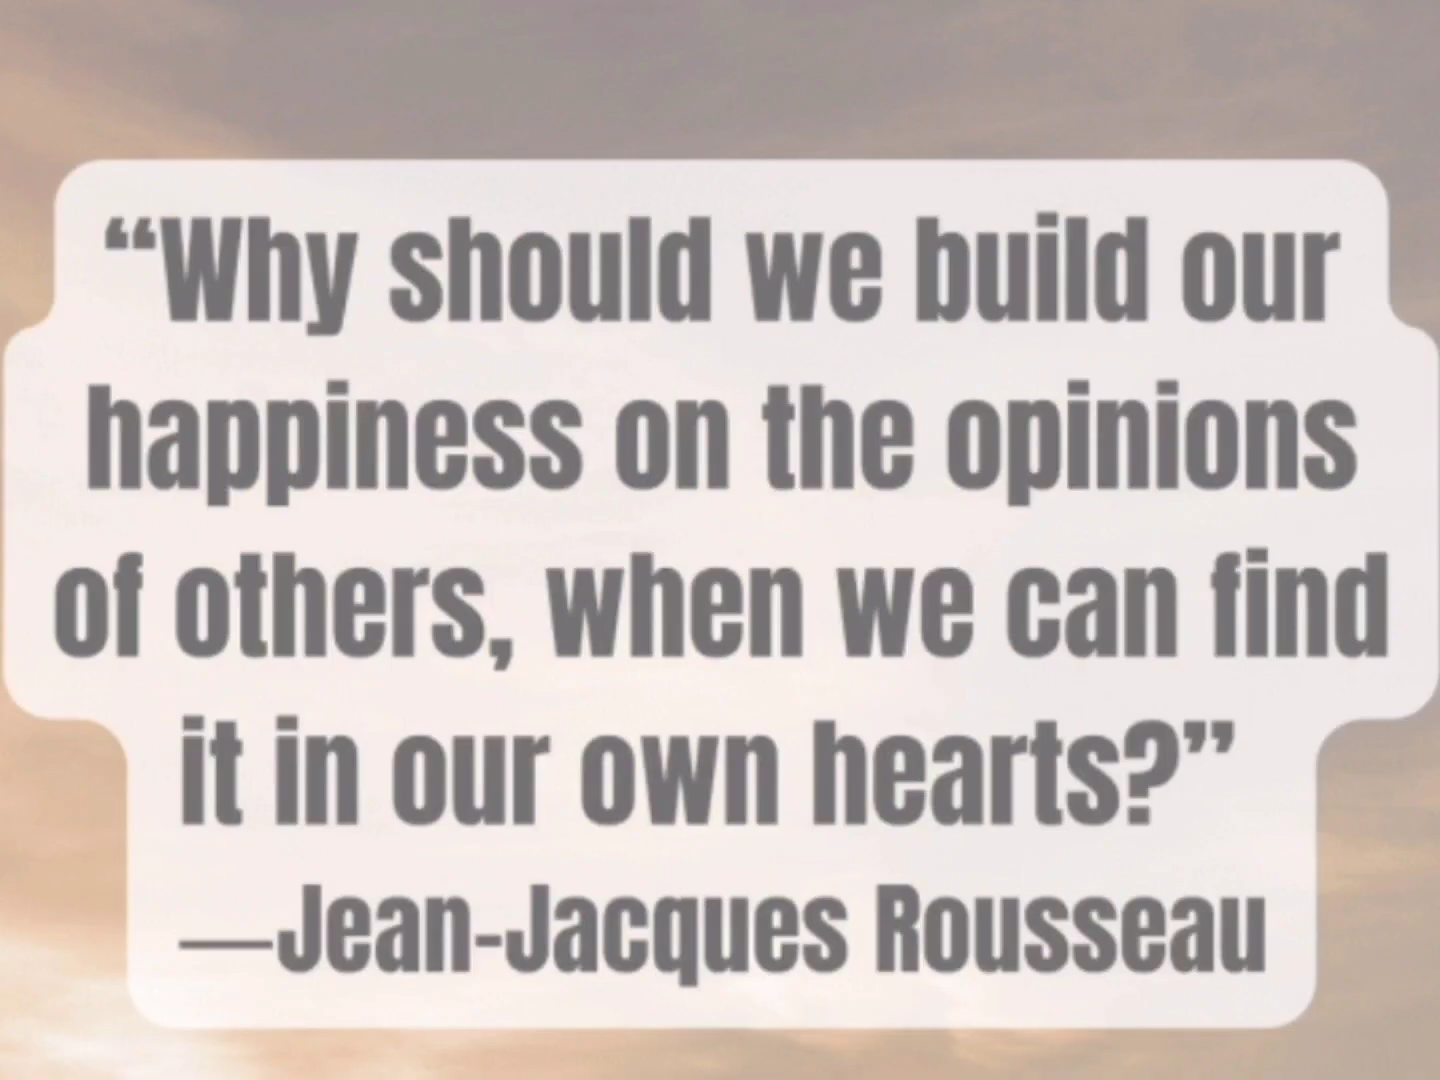 “Why should we build our
happiness on the opinions
of others, when we can find
it in our own hearts?”
—Jean-Jacques Rousseau